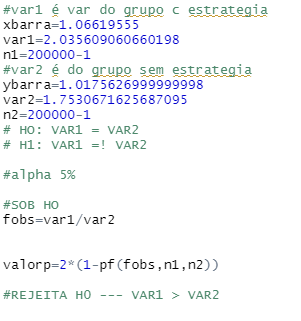 #var1 é var do grupo c estrategia
xbarra=1.06619555
var1=2.035609060660198
n1=200000-1
#var2 é do grupo sem estrategia
ybarra=1.0175626999999998
var2=1.7530671625687095
n2=200000-1
# HO: VAR1 = VAR2
# H1: VAR1 =! VAR2
#alpha 5%
#SOB HO
fobs=var1/var2
valorp=2*(1-pf(fobs,n1,n2))
#REJEITA H0 --- VAR1 > VAR2